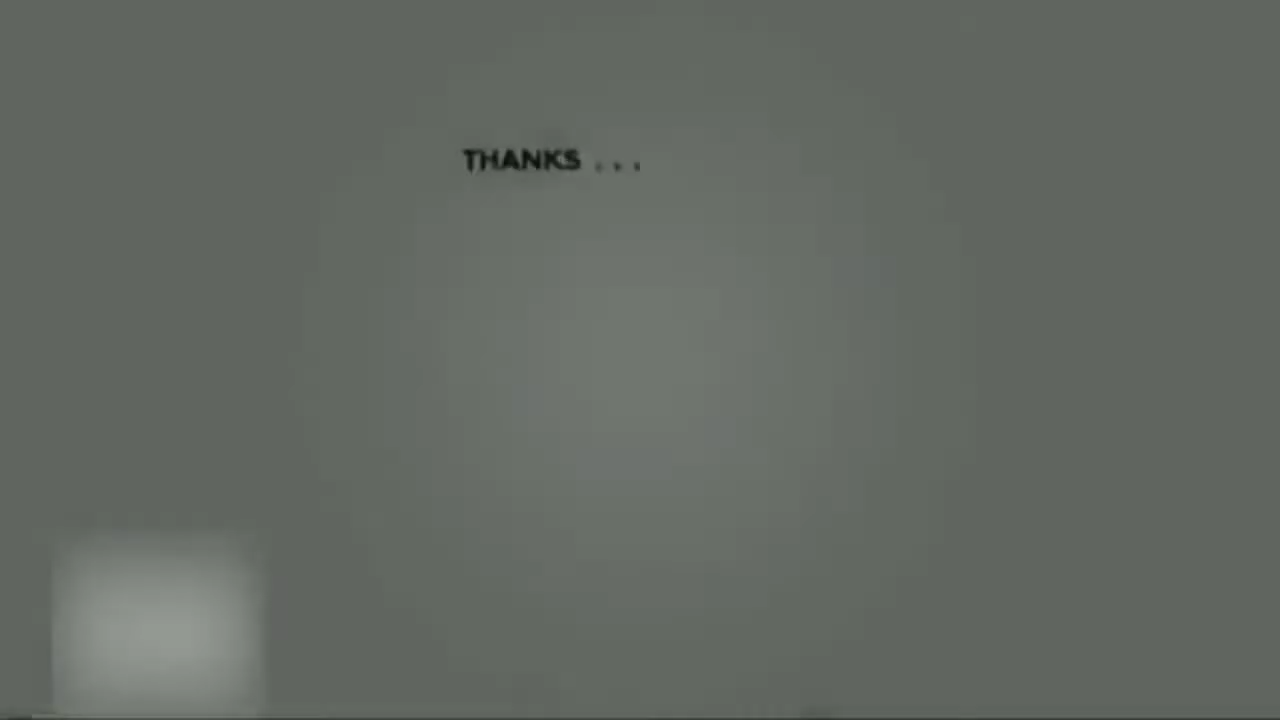 THANKS . . .